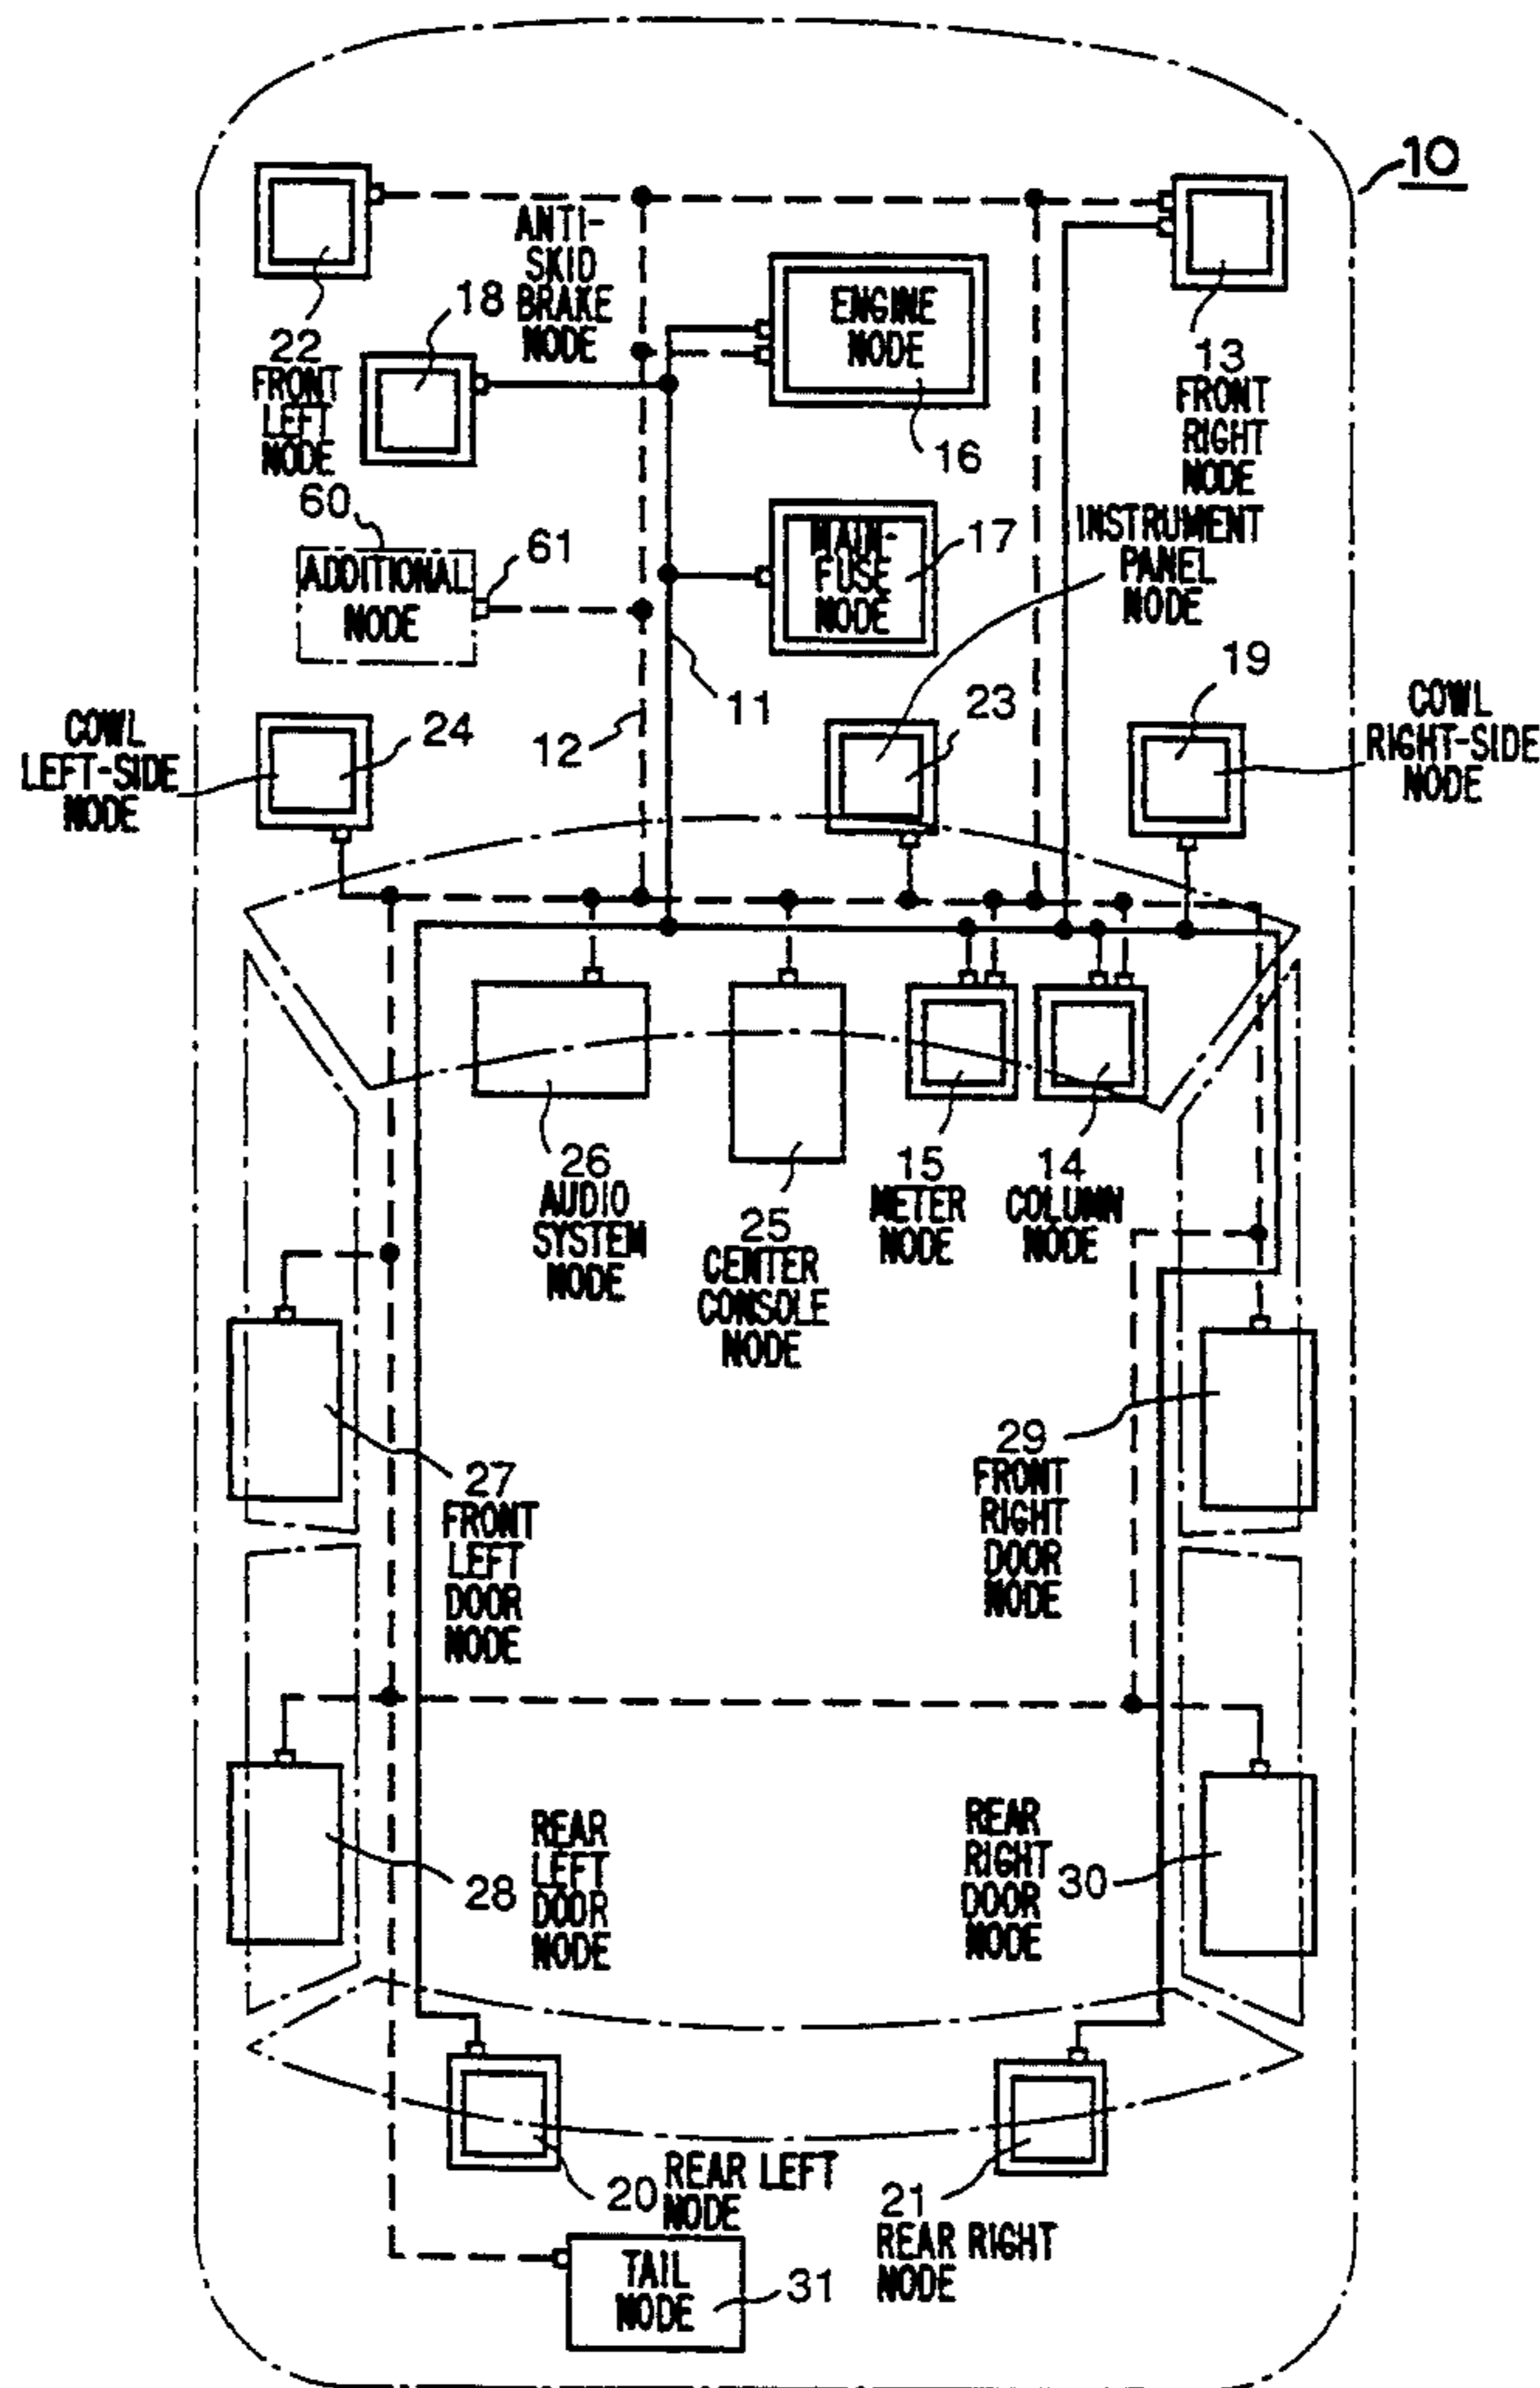 10
ANTI-
SKID
BRAKE
NODE
18
22
FRONT
LEFT
NODE
ENGINE
NODE
16
13
FRONT
RIGHT
NODE
60
ADDITIONAL
NODE
61
MAIN-
FUSE
NODE
17
INSTRUMENT
PANEL
NODE
11
12
23
19
COWL
LEFT-SIDE
NODE
24
COWL
RIGHT-SIDE
NODE
26
AUDIO
SYSTEM
NODE
25
CENTER
CONSOLE
NODE
15
METER
NODE
14
COLUMN
NODE
27
FRONT
LEFT
DOOR
NODE
29
FRONT
RIGHT
DOOR
NODE
28
REAR
LEFT
DOOR
NODE
REAR
RIGHT
DOOR
NODE
30
20
REAR LEFT
NODE
21
REAR RIGHT
NODE
TAIL
NODE
31